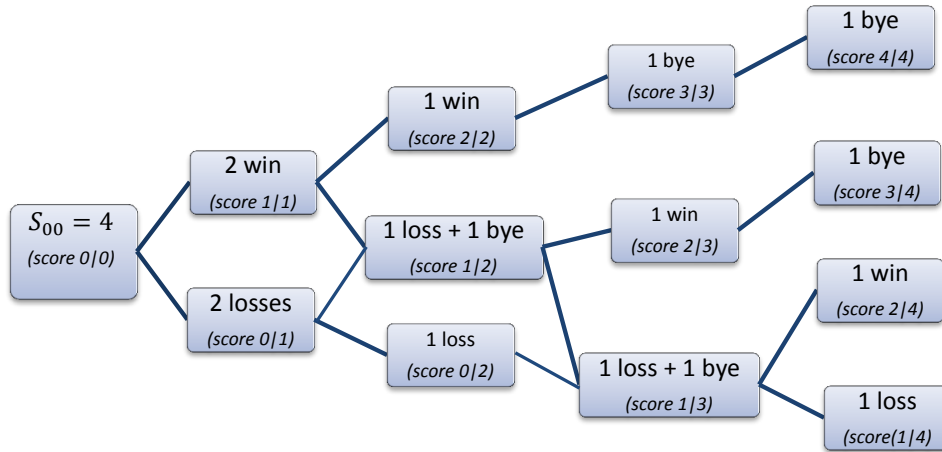 S₀₀ = 4
(score 0|0)
2 win
(score 1|1)
2 losses
(score 0|1)
1 win
(score 2|2)
1 loss + 1 bye
(score 1|2)
1 loss
(score 0|2)
1 bye
(score 3|3)
1 win
(score 2|3)
1 loss + 1 bye
(score 1|3)
1 bye
(score 4|4)
1 bye
(score 3|4)
1 win
(score 2|4)
1 loss
(score(1|4)